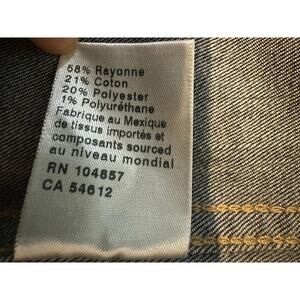 58% Rayonne
21% Coton
20% Polyester
1% Polyuréthane
Fabrique au Mexique
de tissus importés et
composants sourced
au niveau mondial
RN 104857
CA 54612